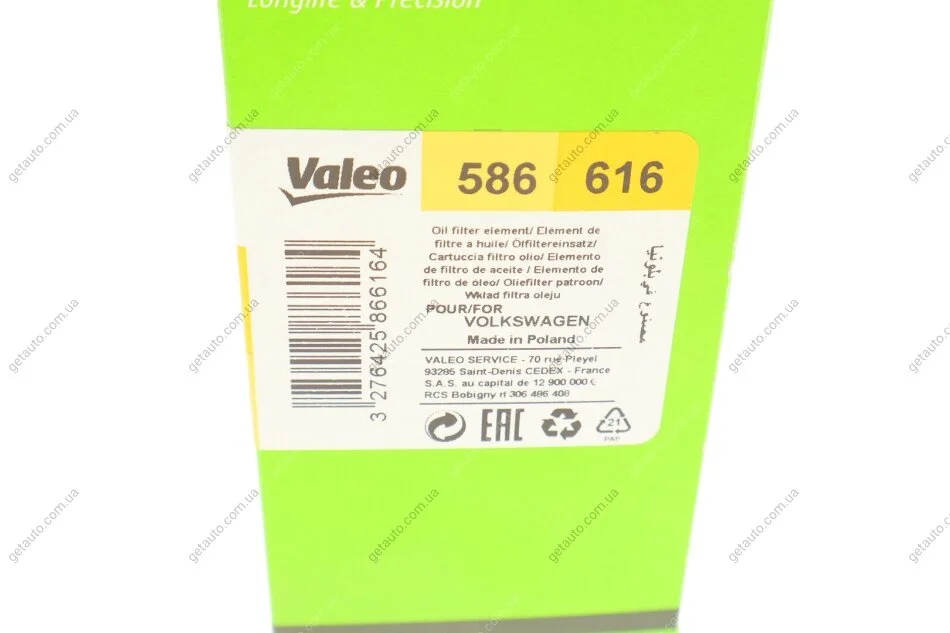 Longlife & Precision
Valeo
586 616
Oil filter element/ Elément de
filtre a huile/ Ölfiltereinsatz/
Cartuccia filtro olio/ Elemento
de filtro de aceite / Elemento de
filtro de oleo/ Oliefilter patroon/
Wkład filtra oleju
POUR/FOR
VOLKSWAGEN
Made in Poland
VALEO SERVICE - 70 rue Pleyel
93285 Saint-Denis CEDEX - France
S.A.S. au capital de 12 900 000 €
RCS Bobigny n 306 486 408
3 276425 866164
EAC
21
PAP
getauto.com.ua